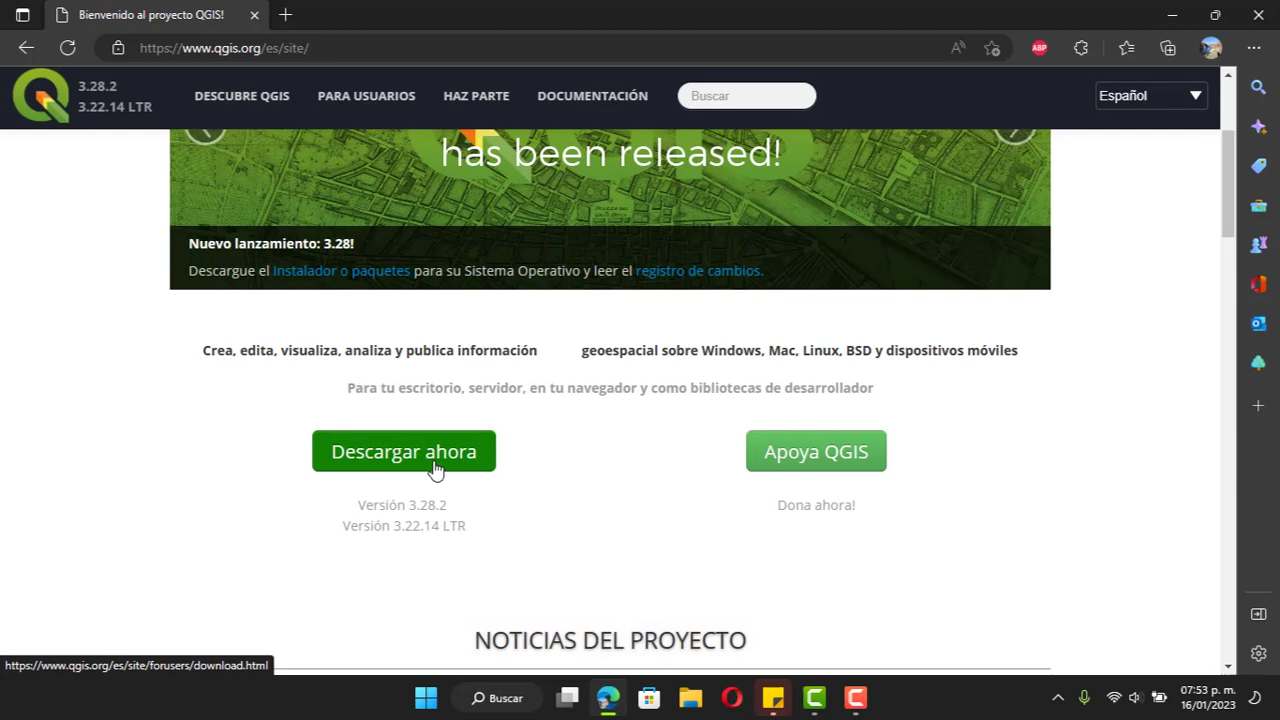 Bienvenido al proyecto QGIS!
https://www.qgis.org/es/site/
ABP
3.28.2
3.22.14 LTR
DESCUBRE QGIS
PARA USUARIOS
HAZ PARTE
DOCUMENTACIÓN
Buscar
Español
has been released!
Nuevo lanzamiento: 3.28!
Descargue el Instalador o paquetes para su Sistema Operativo y leer el registro de cambios.
Crea, edita, visualiza, analiza y publica información
geoespacial sobre Windows, Mac, Linux, BSD y dispositivos móviles
Para tu escritorio, servidor, en tu navegador y como bibliotecas de desarrollador
Descargar ahora
Apoya QGIS
Versión 3.28.2
Versión 3.22.14 LTR
Dona ahora!
NOTICIAS DEL PROYECTO
https://www.qgis.org/es/site/forusers/download.html
Buscar
07:53 p. m.
16/01/2023